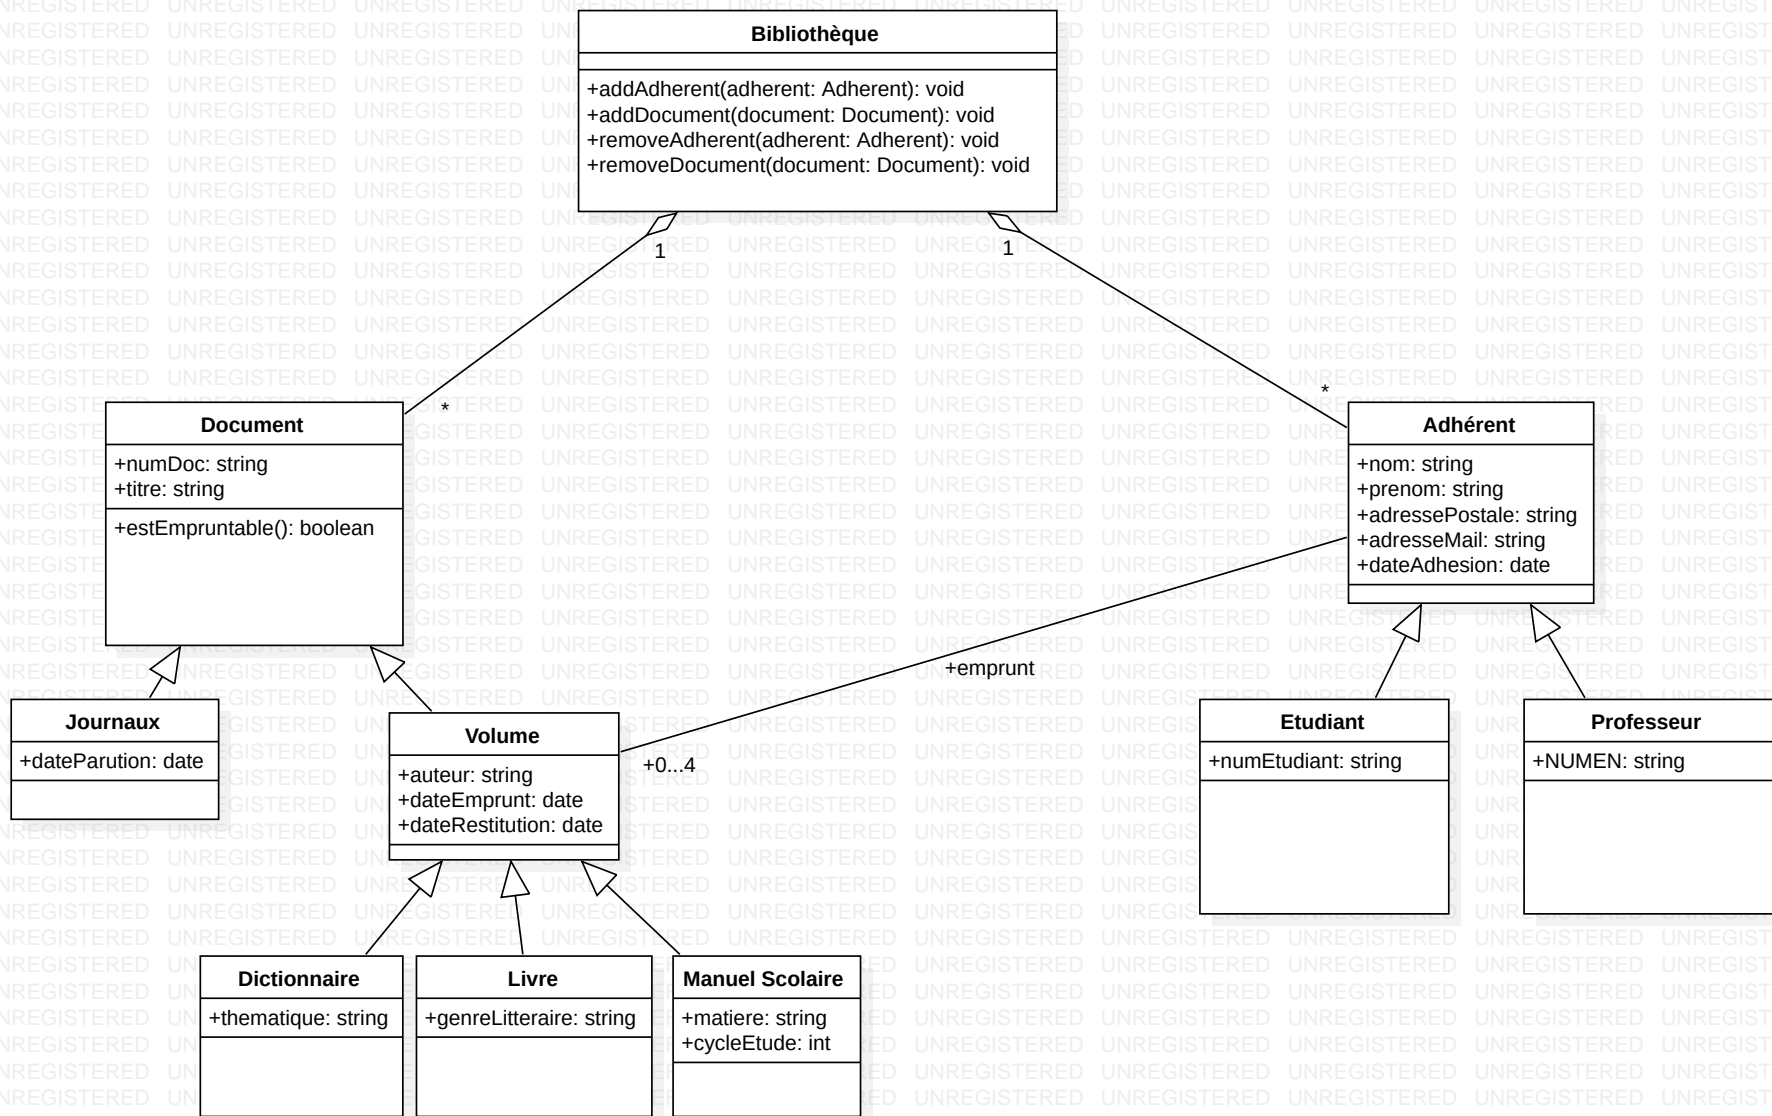 Bibliothèque
+addAdherent(adherent: Adherent): void
+addDocument(document: Document): void
+removeAdherent(adherent: Adherent): void
+removeDocument(document: Document): void
1
1
*
*
Document
+numDoc: string
+titre: string
+estEmpruntable(): boolean
Adhérent
+nom: string
+prenom: string
+adressePostale: string
+adresseMail: string
+dateAdhesion: date
+emprunt
+0...4
Journaux
+dateParution: date
Volume
+auteur: string
+dateEmprunt: date
+dateRestitution: date
Etudiant
+numEtudiant: string
Professeur
+NUMEN: string
Dictionnaire
+thematique: string
Livre
+genreLitteraire: string
Manuel Scolaire
+matiere: string
+cycleEtude: int
UNREGISTERED